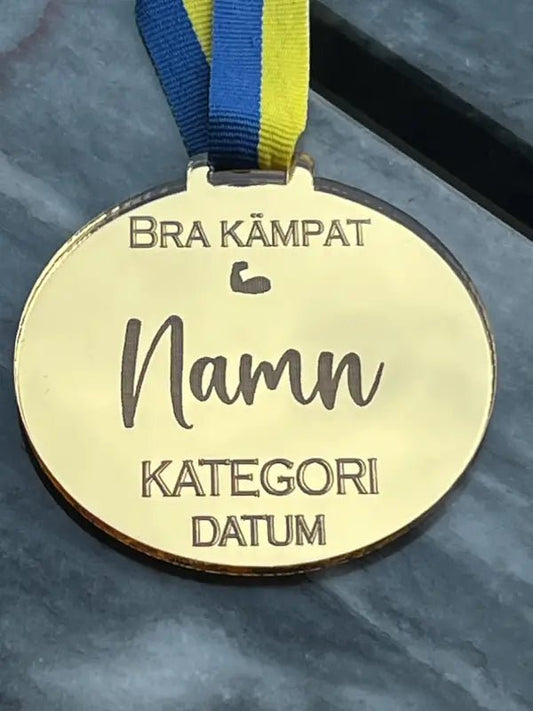 BRA KÄMPAT
Namn
KATEGORI
DATUM